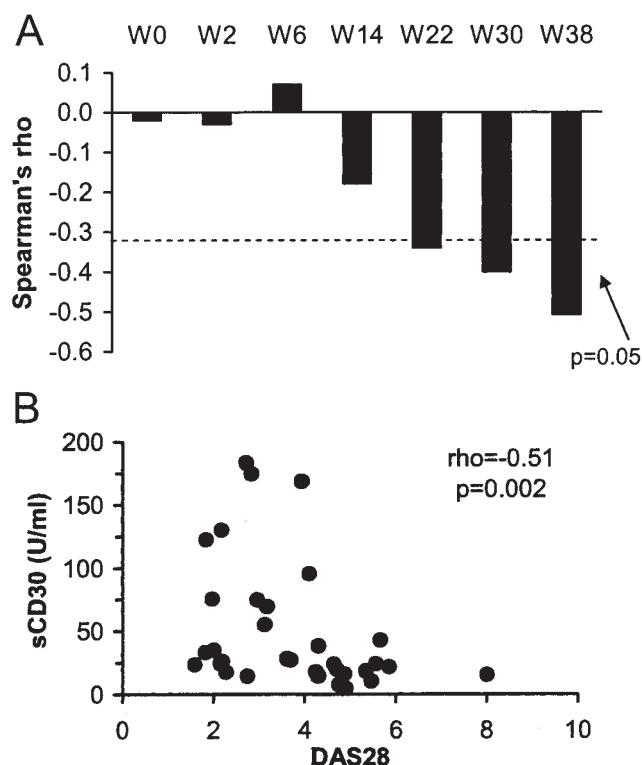 A
W0 W2 W6 W14 W22 W30 W38
0.1
0.0
-0.1
-0.2
-0.3
-0.4
-0.5
-0.6
Spearman's rho
p=0.05
B
200
150
100
50
0
sCD30 (U/ml)
rho=-0.51
p=0.002
0 2 4 6 8 10
DAS28